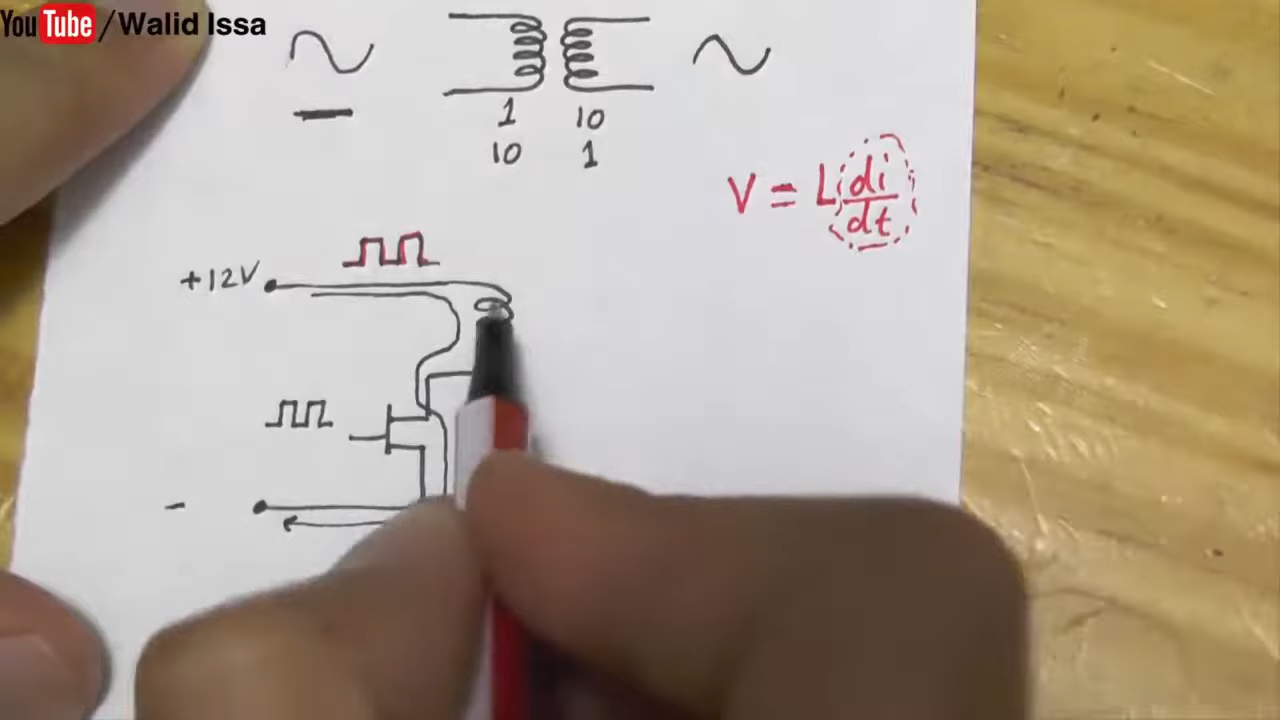 YouTube/Walid Issa
1 10
10 1
V = L di/dt
+12V
-